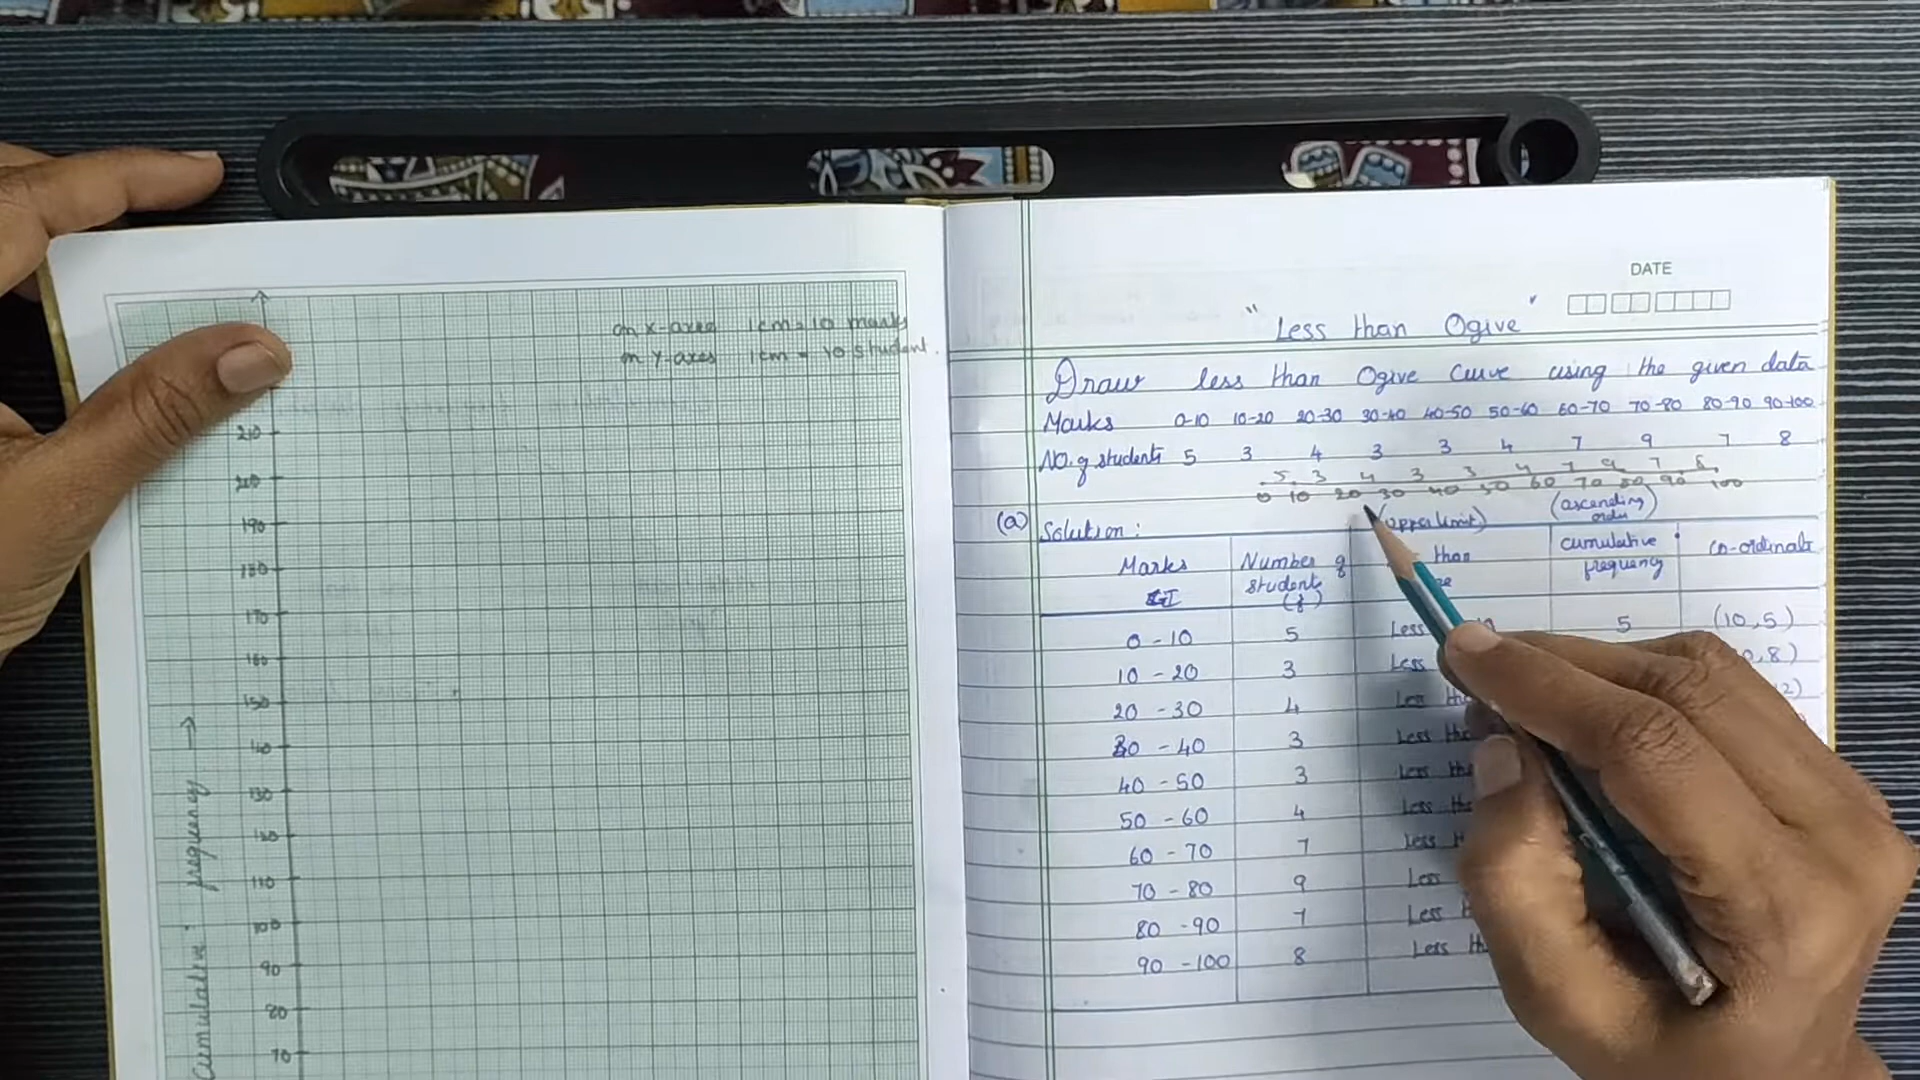 on x-axes 1cm = 10 marks
on y-axes 1cm = 10 student.
210
200
190
180
170
160
150
140
130
120
110
100
90
80
70
Cumulative frequency →
DATE
" Less than Ogive "
Draw less than Ogive Curve using the given data
Marks 0-10 10-20 20-30 30-40 40-50 50-60 60-70 70-80 80-90 90-100
No. of students 5 3 4 3 3 4 7 9 7 8
5 3 4 3 3 4 7 9 7 8
0 10 20 30 40 50 60 70 80 90 100
(a) Solution: (upper limit) (ascending order)
Marks Number of than cumulative co-ordinate
CI students frequency
(f)
0 - 10 5 Less 5 (10,5)
10 - 20 3 Less ,8)
20 - 30 4 Less 2)
30 - 40 3 Less
40 - 50 3 Less
50 - 60 4 Less
60 - 70 7 Less
70 - 80 9 Less
80 - 90 7 Less
90 - 100 8 Less